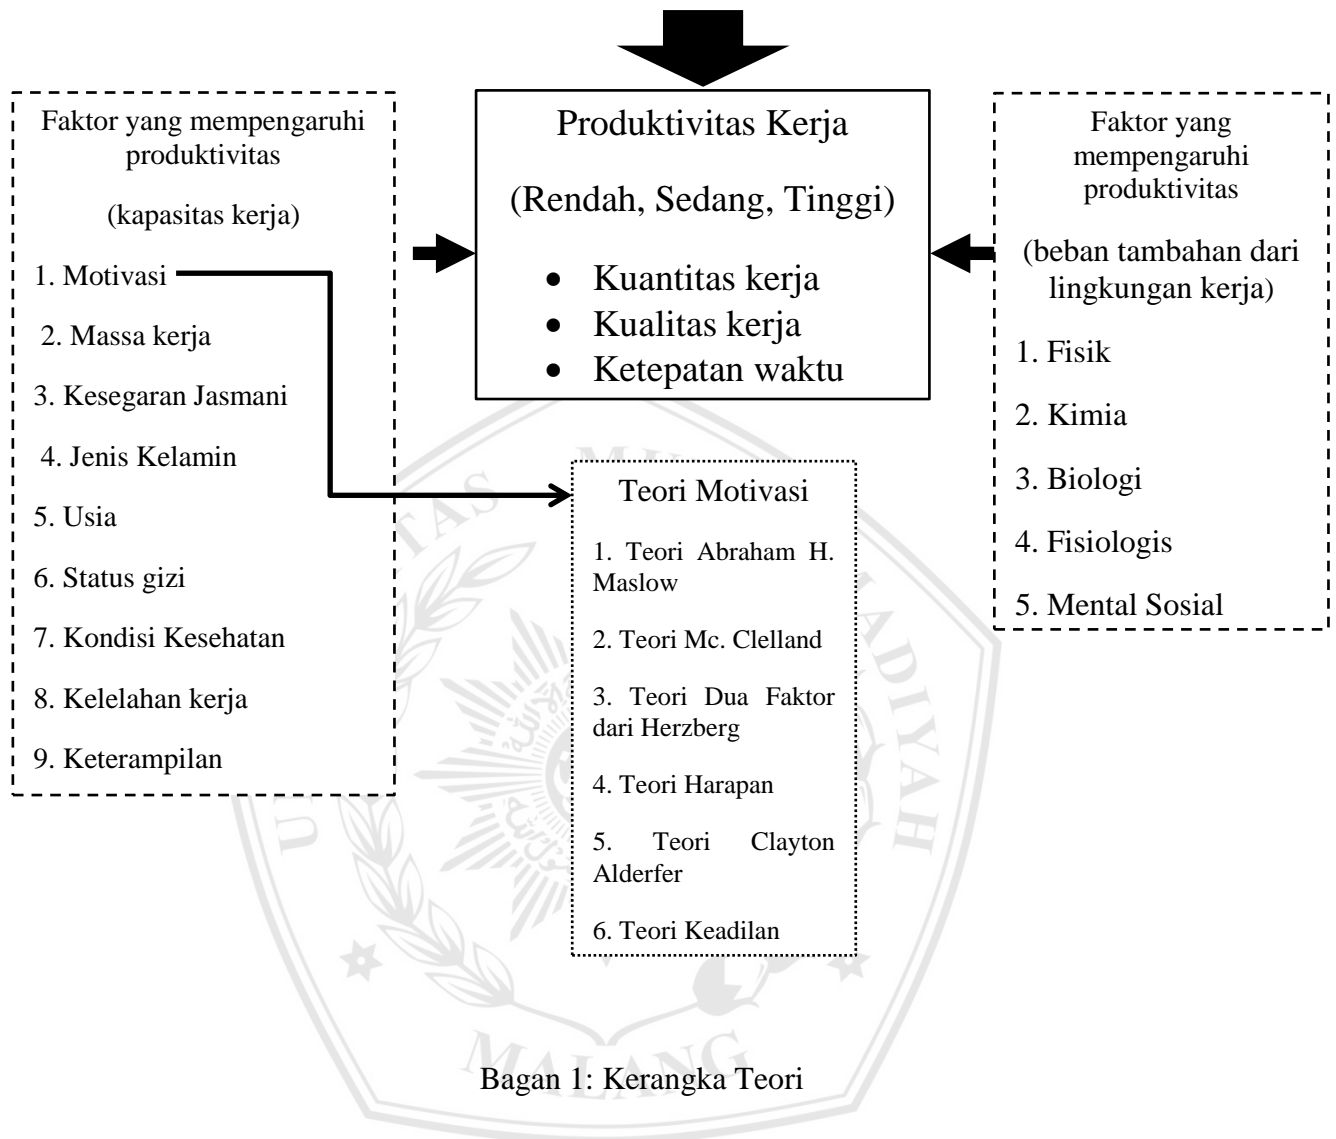 Faktor yang mempengaruhi
produktivitas
(kapasitas kerja)
1. Motivasi
2. Massa kerja
3. Kesegaran Jasmani
4. Jenis Kelamin
5. Usia
6. Status gizi
7. Kondisi Kesehatan
8. Kelelahan kerja
9. Keterampilan
Produktivitas Kerja
(Rendah, Sedang, Tinggi)
• Kuantitas kerja
• Kualitas kerja
• Ketepatan waktu
Teori Motivasi
1. Teori Abraham H.
Maslow
2. Teori Mc. Clelland
3. Teori Dua Faktor
dari Herzberg
4. Teori Harapan
5. Teori Clayton
Alderfer
6. Teori Keadilan
Faktor yang
mempengaruhi
produktivitas
(beban tambahan dari
lingkungan kerja)
1. Fisik
2. Kimia
3. Biologi
4. Fisiologis
5. Mental Sosial
MALANG
Bagan 1: Kerangka Teori